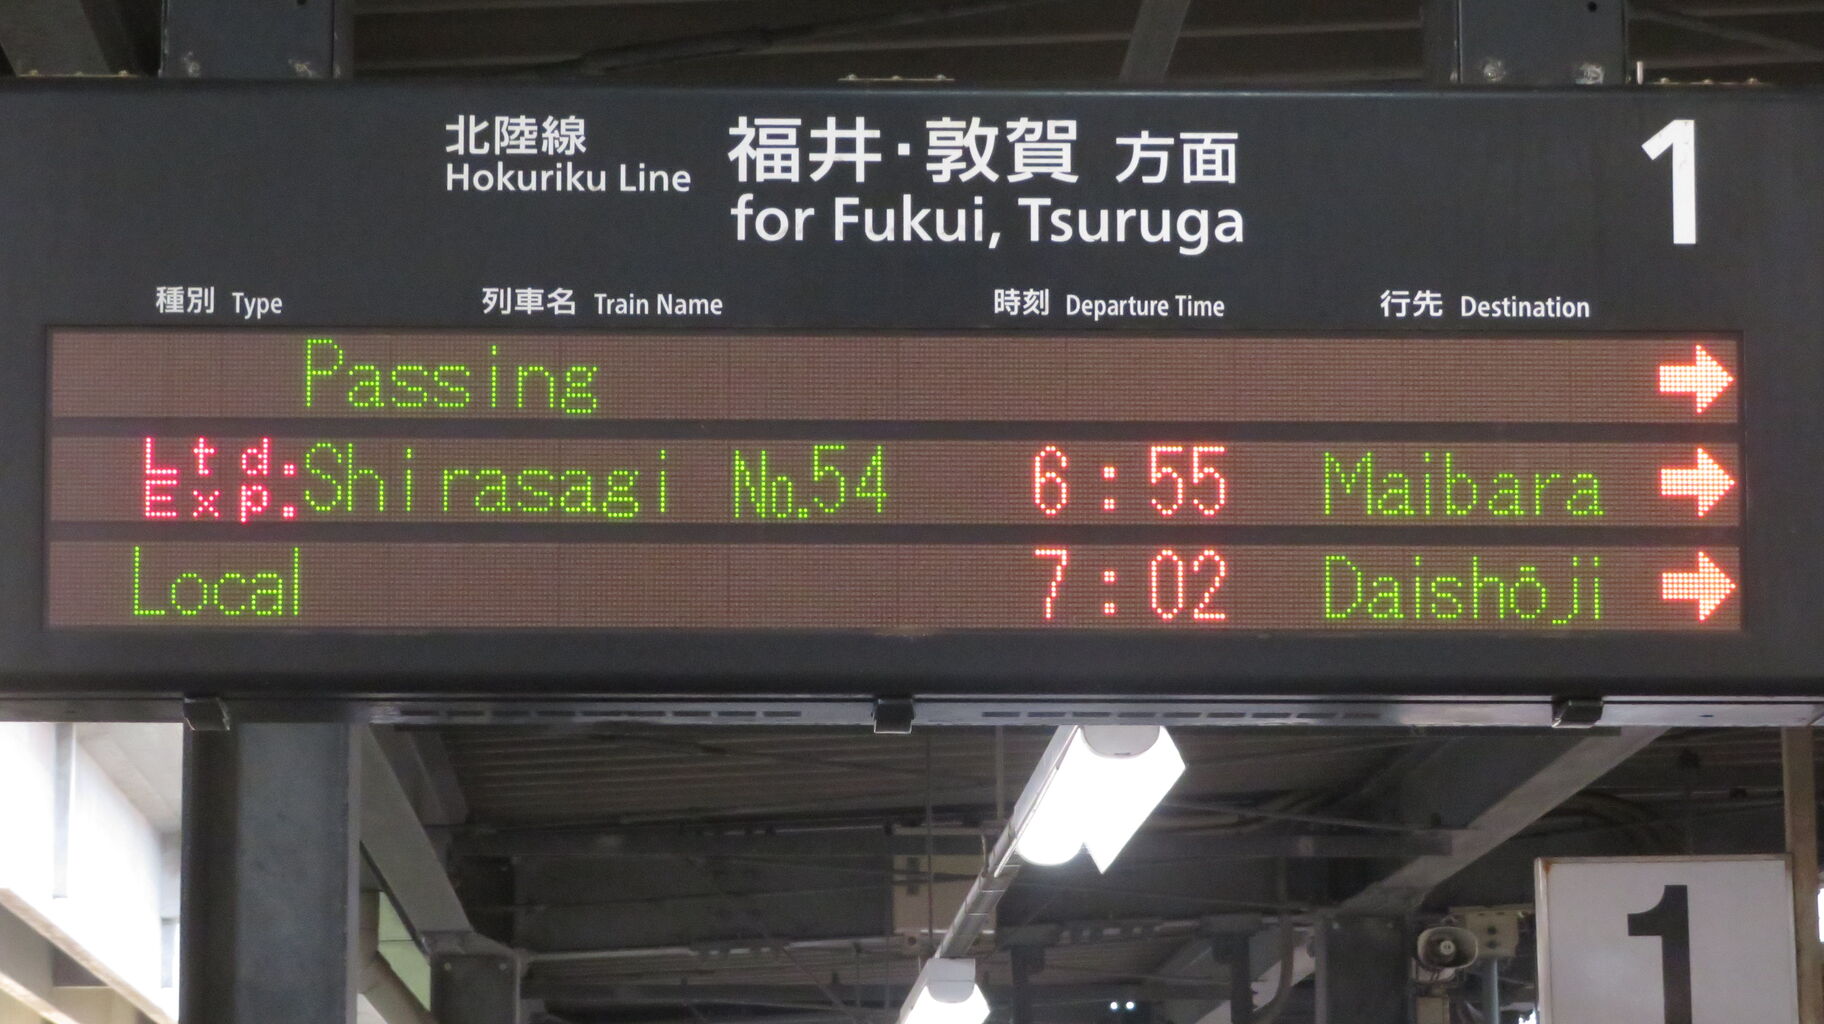 北陸線 福井・敦賀 方面 1
Hokuriku Line for Fukui, Tsuruga
種別 Type 列車名 Train Name 時刻 Departure Time 行先 Destination
Passing →
Ltd. Exp. Shirasagi No.54 6:55 Maibara →
Local 7:02 Daishōji →
1